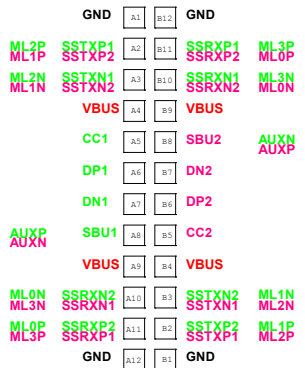 GND A1 B12 GND
ML2P SSTXP1 A2 B11 SSRXP1 ML3P
ML1P SSTXP2 SSRXP2 ML0P
ML2N SSTXN1 A3 B10 SSRXN1 ML3N
ML1N SSTXN2 SSRXN2 ML0N
VBUS A4 B9 VBUS
CC1 A5 B8 SBU2 AUXN
AUXP
DP1 A6 B7 DN2
DN1 A7 B6 DP2
AUXP SBU1 A8 B5 CC2
AUXN
VBUS A9 B4 VBUS
ML0N SSRXN2 A10 B3 SSTXN2 ML1N
ML3N SSRXN1 SSTXN1 ML2N
ML0P SSRXP2 A11 B2 SSTXP2 ML1P
ML3P SSRXP1 SSTXP1 ML2P
GND A12 B1 GND